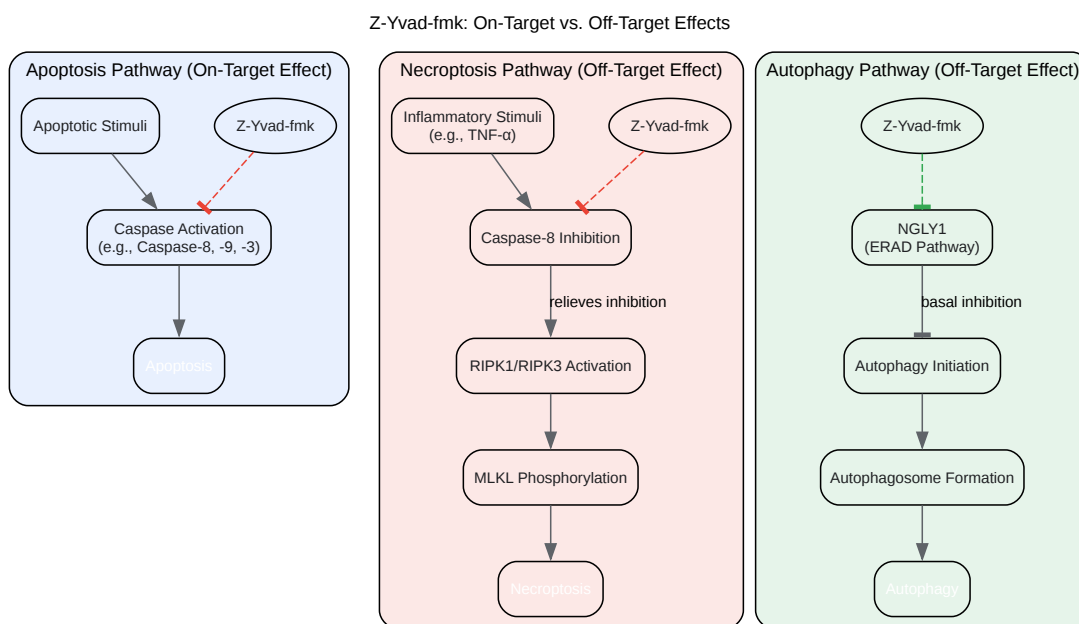 Z-Yvad-fmk: On-Target vs. Off-Target Effects
Apoptosis Pathway (On-Target Effect)
Apoptotic Stimuli
Z-Yvad-fmk
Caspase Activation
(e.g., Caspase-8, -9, -3)
Apoptosis
Necroptosis Pathway (Off-Target Effect)
Inflammatory Stimuli
(e.g., TNF-α)
Z-Yvad-fmk
Caspase-8 Inhibition
relieves inhibition
RIPK1/RIPK3 Activation
MLKL Phosphorylation
Necroptosis
Autophagy Pathway (Off-Target Effect)
Z-Yvad-fmk
NGLY1
(ERAD Pathway)
basal inhibition
Autophagy Initiation
Autophagosome Formation
Autophagy